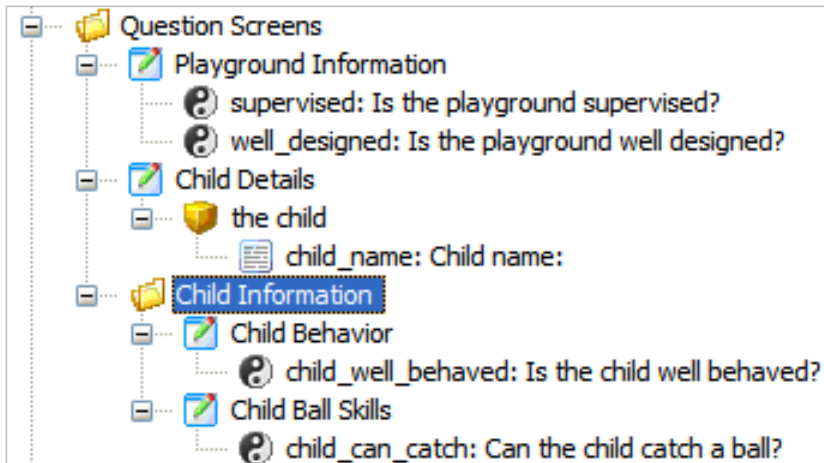 Question Screens
Playground Information
supervised: Is the playground supervised?
well_designed: Is the playground well designed?
Child Details
the child
child_name: Child name:
Child Information
Child Behavior
child_well_behaved: Is the child well behaved?
Child Ball Skills
child_can_catch: Can the child catch a ball?